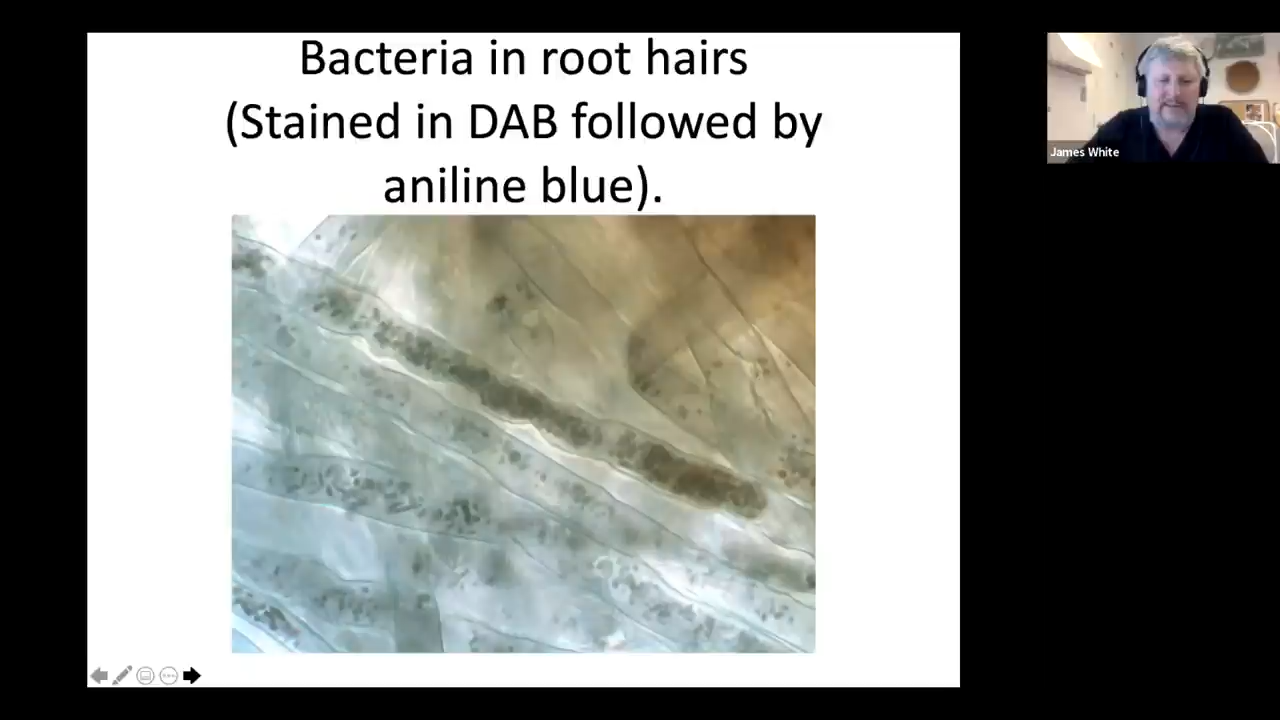 Bacteria in root hairs
(Stained in DAB followed by
aniline blue).
James White